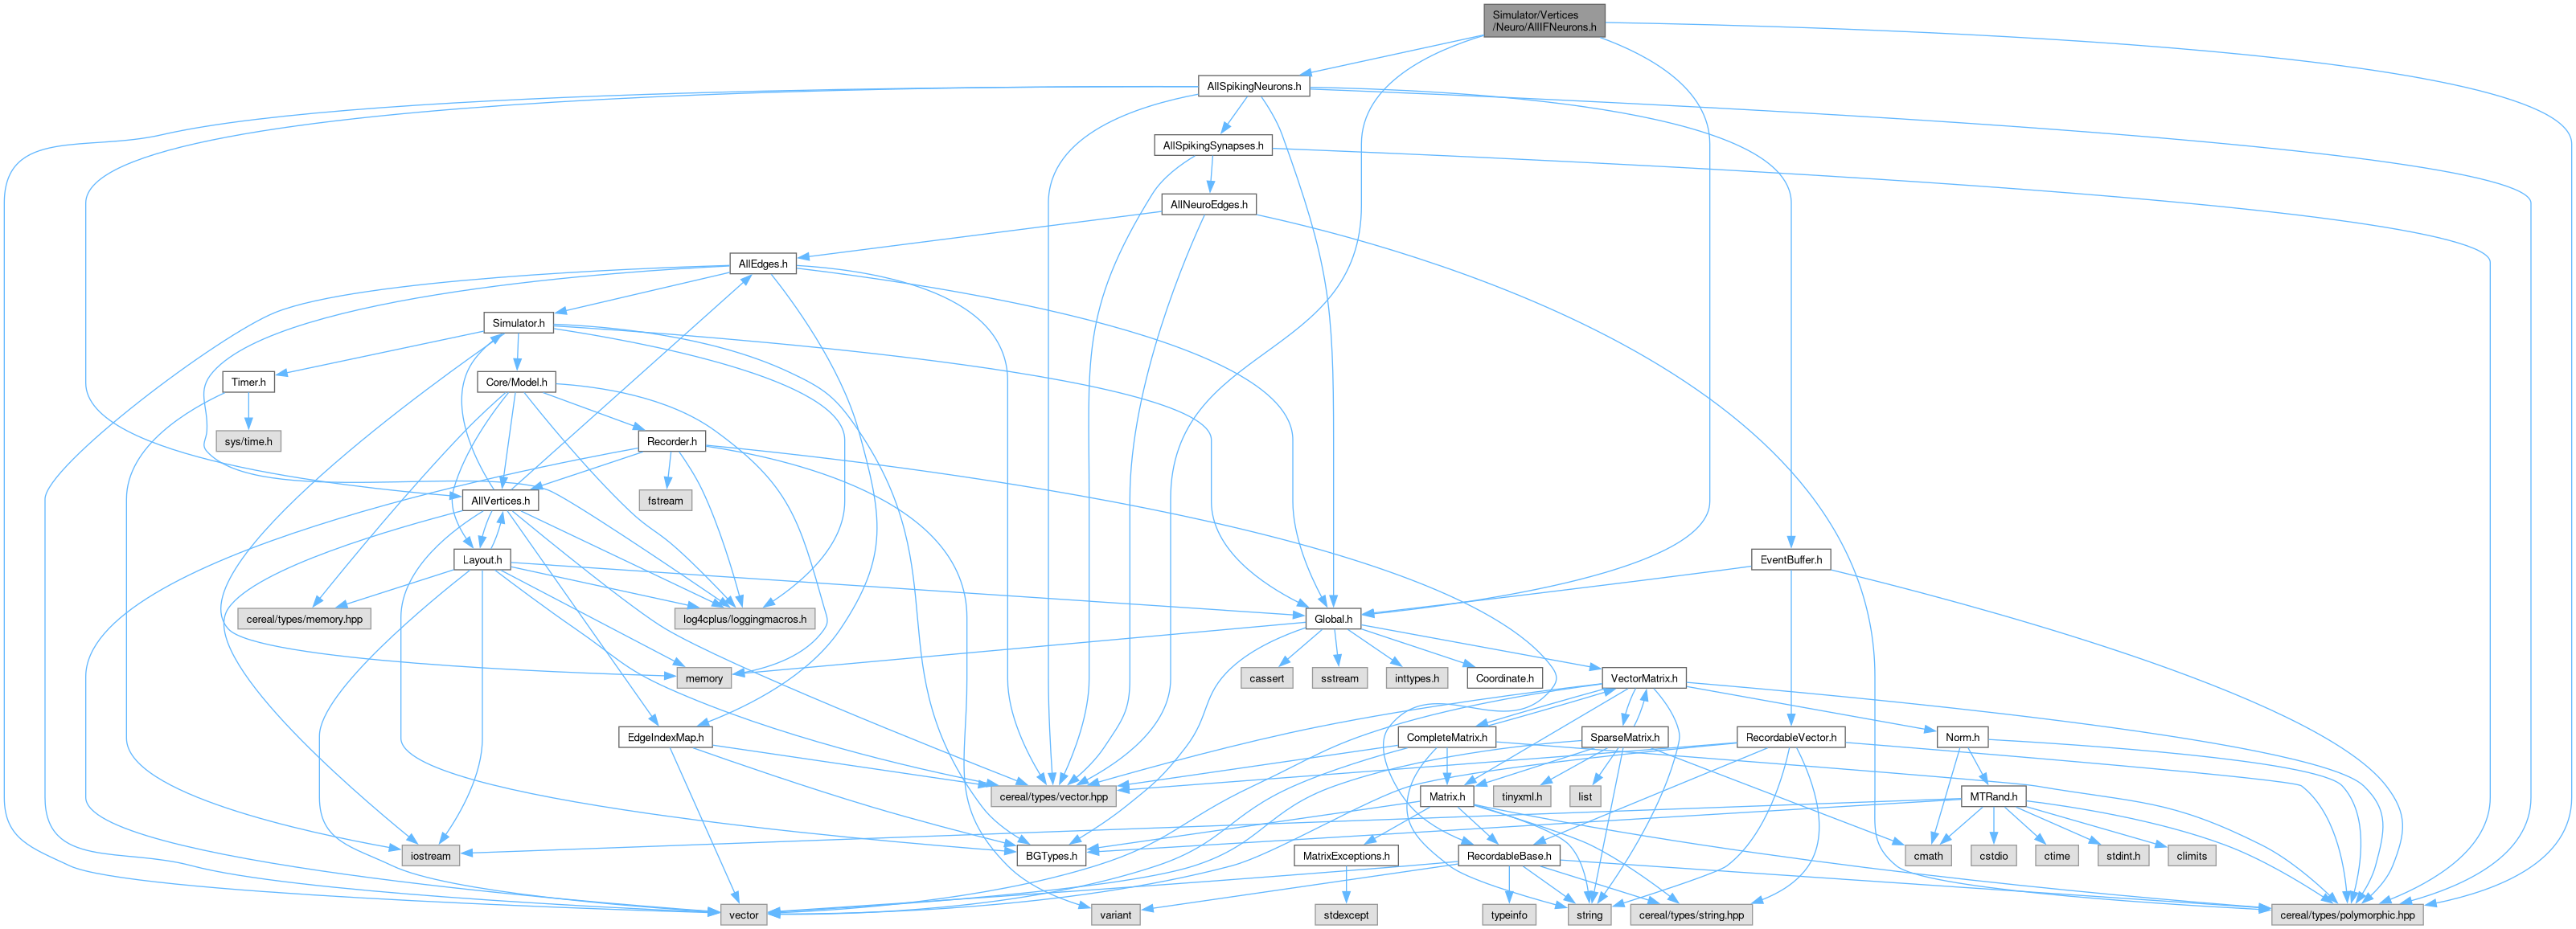 Simulator/Vertices
/Neuro/AllIFNeurons.h
AllSpikingNeurons.h
AllSpikingSynapses.h
AllNeuroEdges.h
AllEdges.h
Simulator.h
Timer.h
Core/Model.h
sys/time.h
Recorder.h
AllVertices.h
fstream
Layout.h
EventBuffer.h
cereal/types/memory.hpp
log4cplus/loggingmacros.h
Global.h
memory
cassert
sstream
inttypes.h
Coordinate.h
VectorMatrix.h
EdgeIndexMap.h
CompleteMatrix.h
SparseMatrix.h
RecordableVector.h
Norm.h
cereal/types/vector.hpp
Matrix.h
tinyxml.h
list
MTRand.h
iostream
BGTypes.h
MatrixExceptions.h
RecordableBase.h
cmath
cstdio
ctime
stdint.h
climits
vector
variant
stdexcept
typeinfo
string
cereal/types/string.hpp
cereal/types/polymorphic.hpp